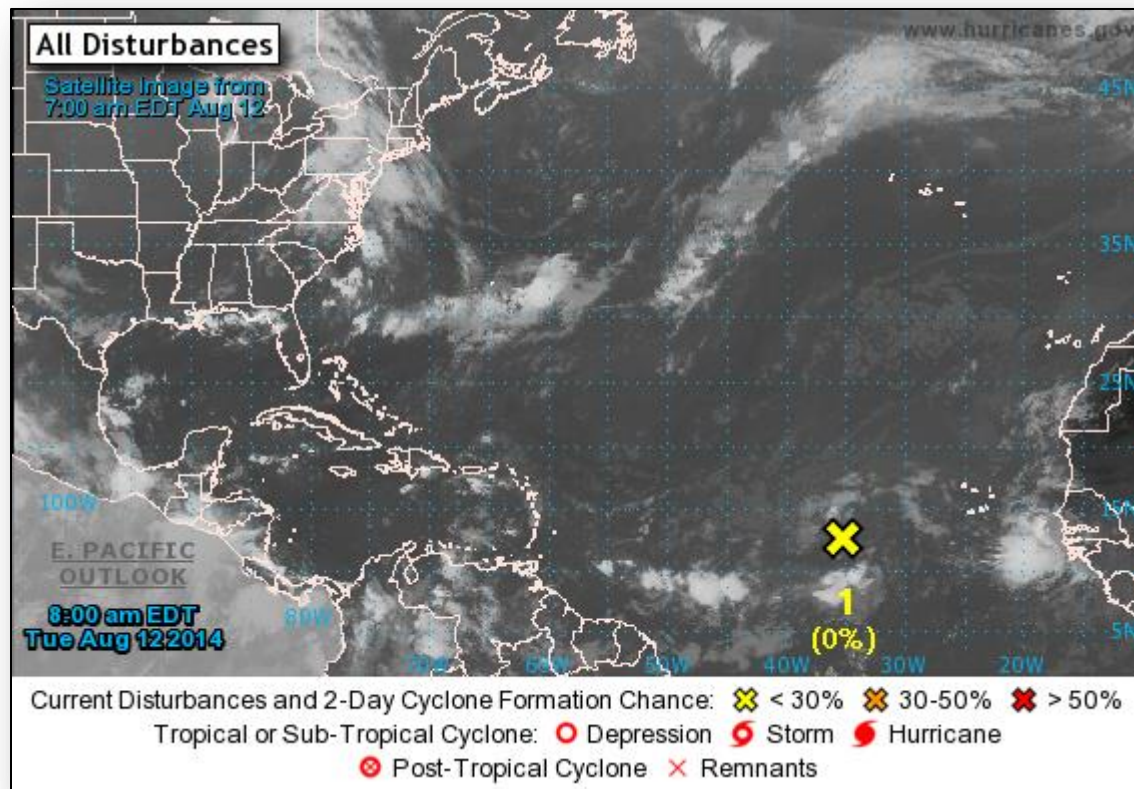 All Disturbances
www.hurricanes.gov
Satellite Image from
7:00 am EDT Aug 12
45N
35N
25N
100W
15N
E. PACIFIC
OUTLOOK
1
8:00 am EDT
80W
Tue Aug 12 2014
(0%)
5N
70W 60W 50W 40W 30W 20W
Current Disturbances and 2-Day Cyclone Formation Chance: < 30% 30-50% > 50%
Tropical or Sub-Tropical Cyclone: Depression Storm Hurricane
Post-Tropical Cyclone Remnants